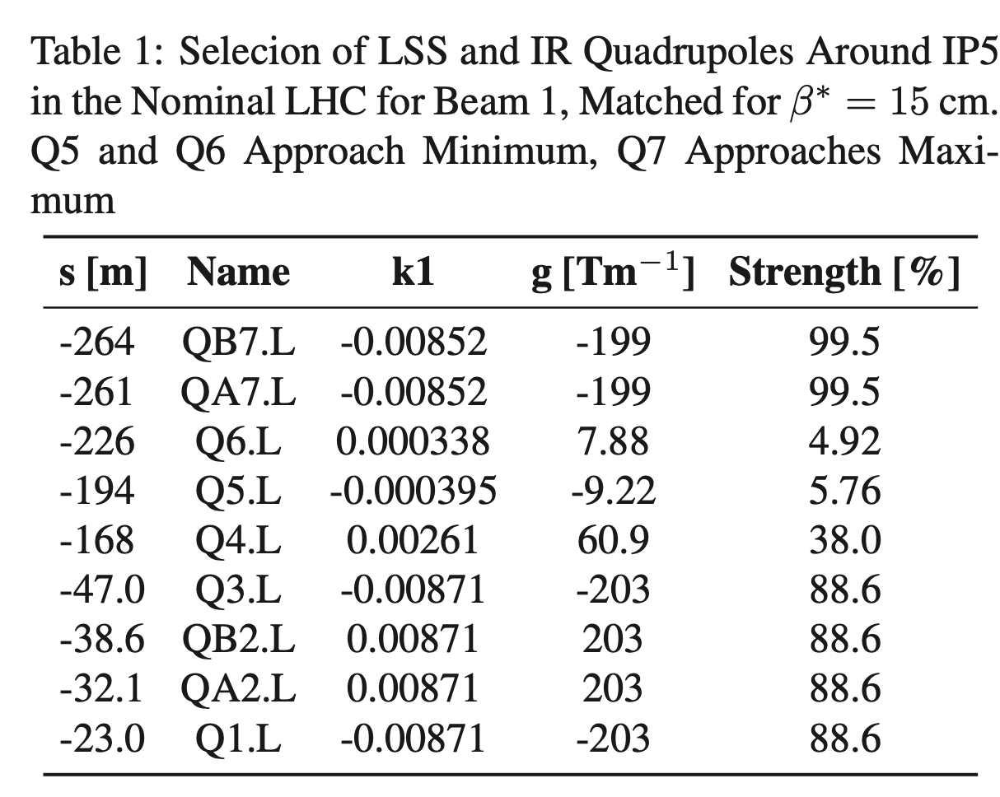 Table 1: Selecion of LSS and IR Quadrupoles Around IP5
in the Nominal LHC for Beam 1, Matched for β* = 15 cm.
Q5 and Q6 Approach Minimum, Q7 Approaches Maxi-
mum
s [m] Name k1 g [Tm⁻¹] Strength [%]
-264 QB7.L -0.00852 -199 99.5
-261 QA7.L -0.00852 -199 99.5
-226 Q6.L 0.000338 7.88 4.92
-194 Q5.L -0.000395 -9.22 5.76
-168 Q4.L 0.00261 60.9 38.0
-47.0 Q3.L -0.00871 -203 88.6
-38.6 QB2.L 0.00871 203 88.6
-32.1 QA2.L 0.00871 203 88.6
-23.0 Q1.L -0.00871 -203 88.6